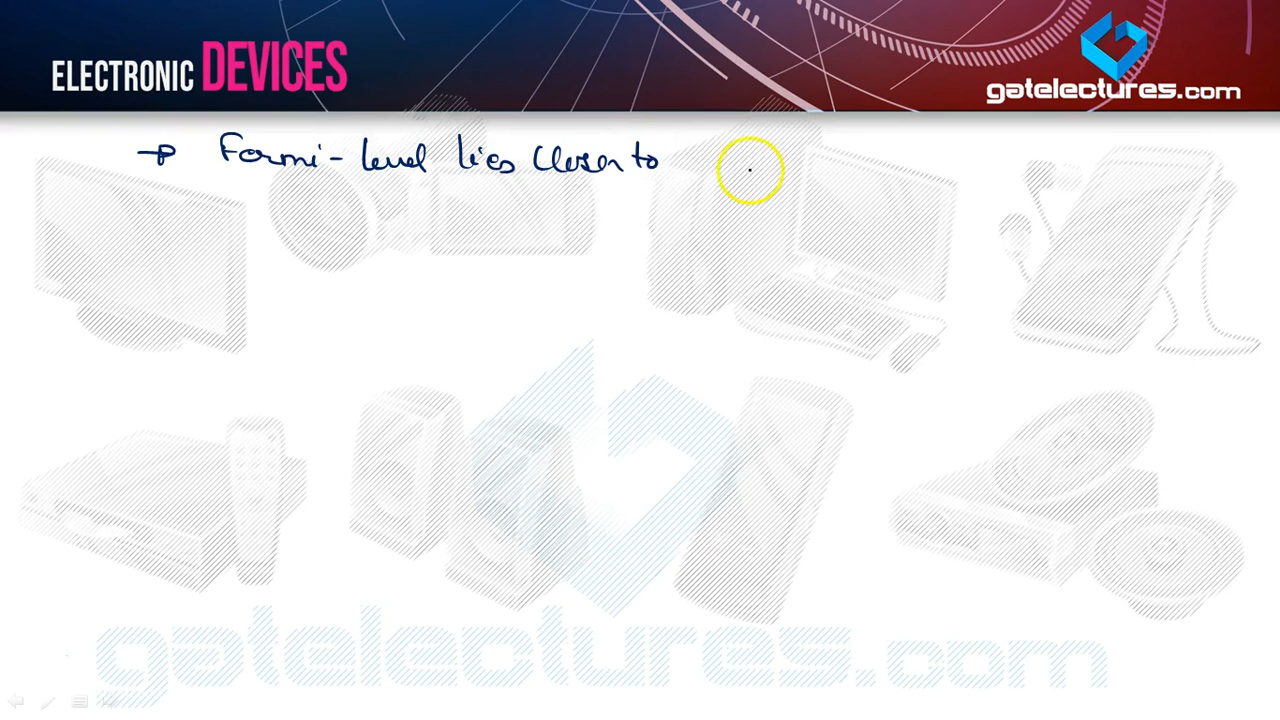 ELECTRONIC DEVICES
gatelectures.com
→ Fermi-level lies closer to
gatelectures.com